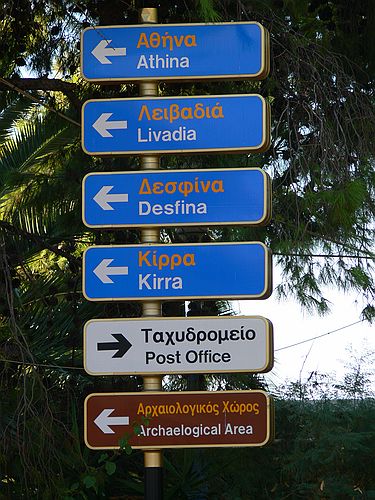 Αθήνα
Athina
Λειβαδιά
Livadia
Δεσφίνα
Desfina
Κίρρα
Kirra
Ταχυδρομείο
Post Office
Αρχαιολογικός Χώρος
Archaelogical Area